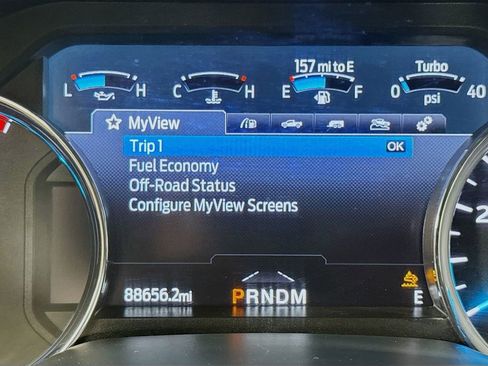 157 mi to E Turbo
L H C H E F 0 40
psi
MyView
Trip 1 OK
Fuel Economy
Off-Road Status
Configure MyView Screens
88656.2mi PRNDM E
2